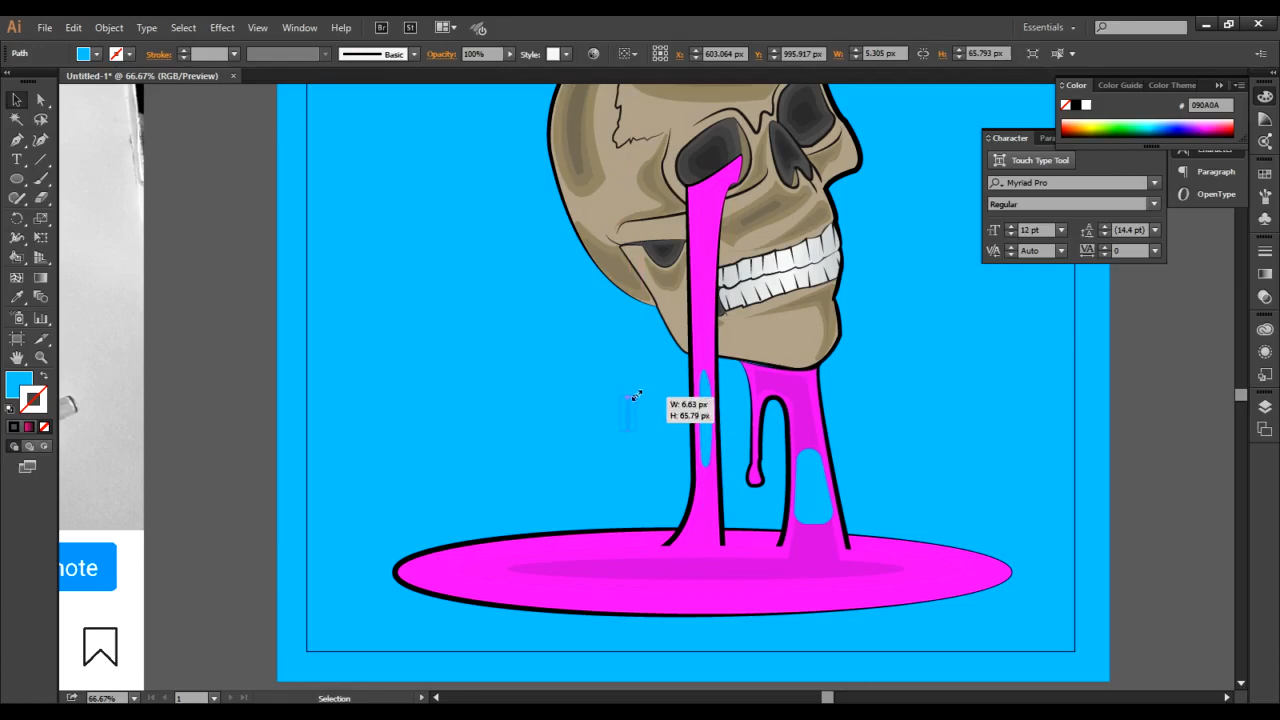 Ai File Edit Object Type Select Effect View Window Help Br St Essentials
Path Stroke: Basic Opacity: 100% Style: X: 603.064 px Y: 995.917 px W: 5.305 px H: 65.793 px
Untitled-1* @ 66.67% (RGB/Preview) ×
Color Color Guide Color Theme
# 090A0A
Character Par
Touch Type Tool
Character
Myriad Pro
Paragraph
Regular
OpenType
12 pt (14.4 pt)
Auto 0
W: 6.63 px
H: 65.79 px
note
66.67% 1 Selection